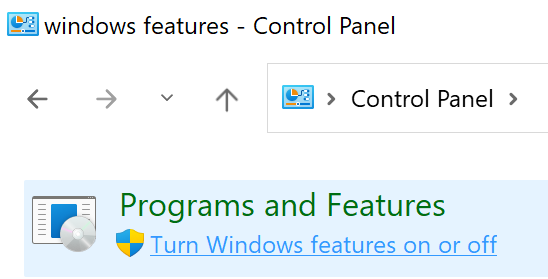 windows features - Control Panel
Control Panel
Programs and Features
Turn Windows features on or off